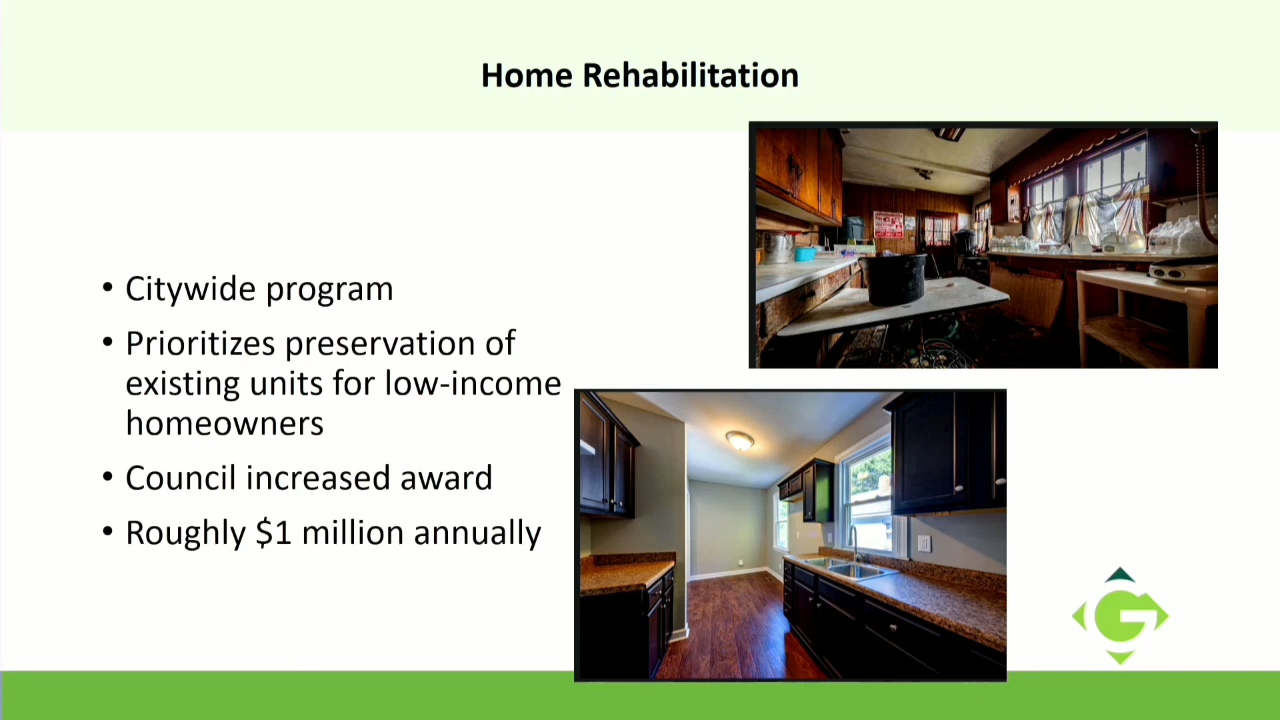 Home Rehabilitation
• Citywide program
• Prioritizes preservation of
existing units for low-income
homeowners
• Council increased award
• Roughly $1 million annually
G